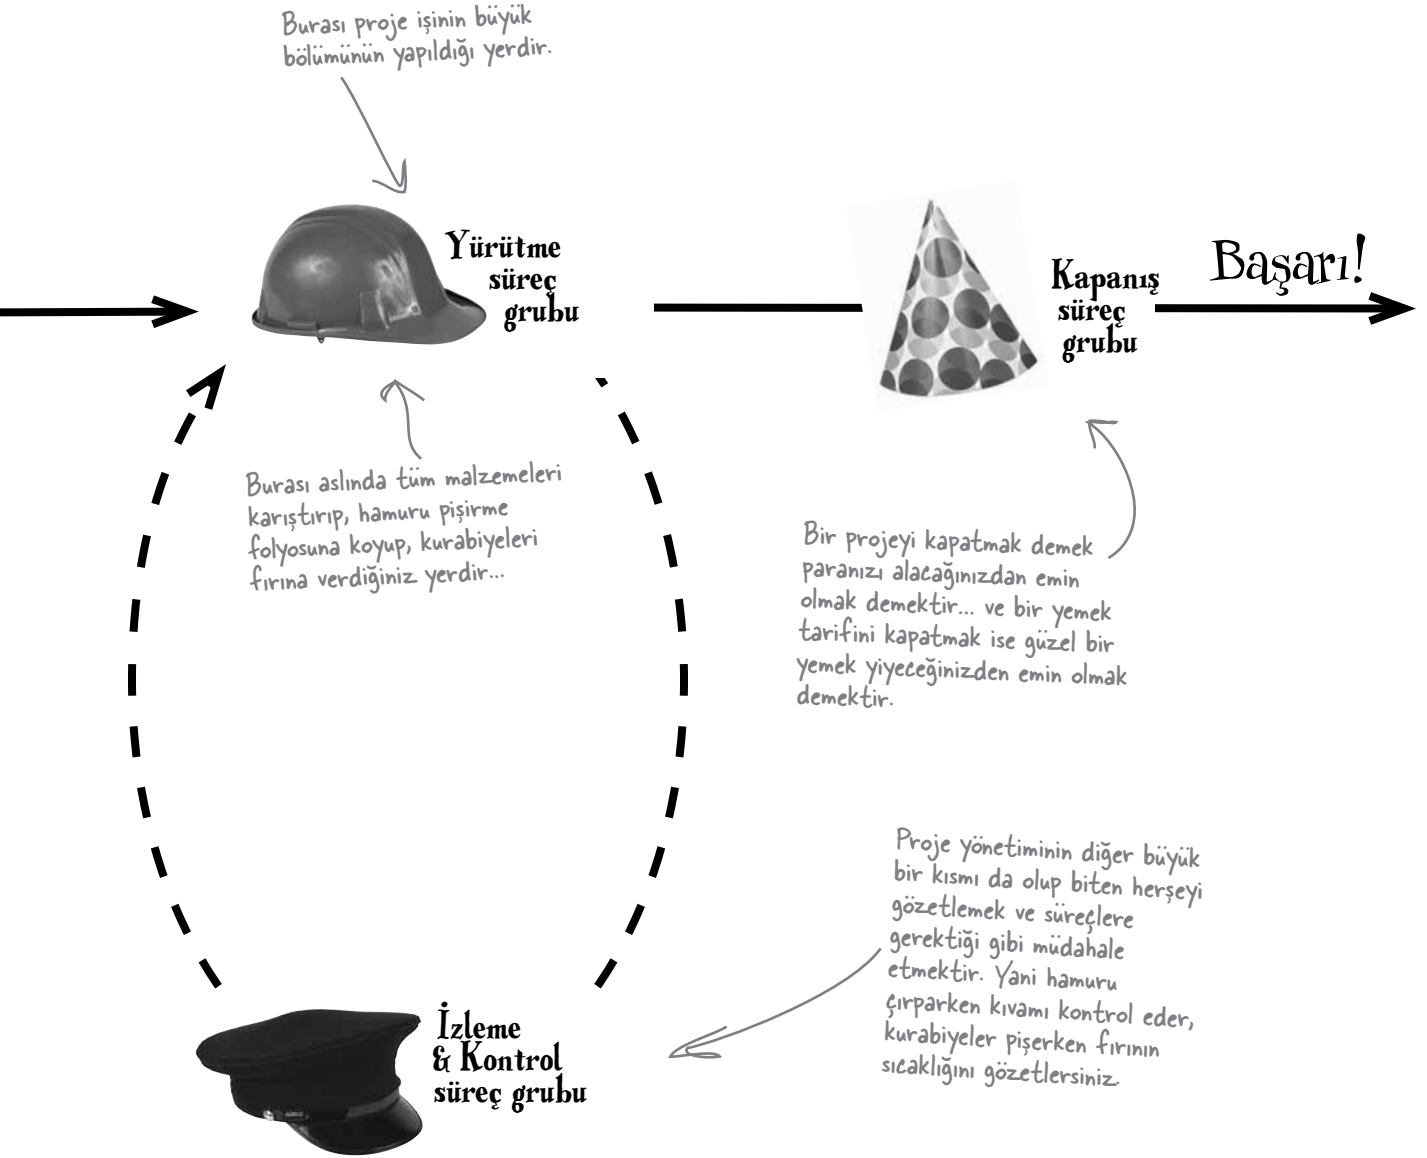 Burası proje işinin büyük
bölümünün yapıldığı yerdir.
Yürütme
süreç
grubu
Kapanış
süreç
grubu
Başarı!
Burası aslında tüm malzemeleri
karıştırıp, hamuru pişirme
folyosuna koyup, kurabiyeleri
fırına verdiğiniz yerdir...
Bir projeyi kapatmak demek
paranızı alacağınızdan emin
olmak demektir... ve bir yemek
tarifini kapatmak ise güzel bir
yemek yiyeceğinizden emin olmak
demektir.
Proje yönetiminin diğer büyük
bir kısmı da olup biten herşeyi
gözetlemek ve süreçlere
gerektiği gibi müdahale
etmektir. Yani hamuru
çırparken kıvamı kontrol eder,
kurabiyeler pişerken fırının
sıcaklığını gözetlersiniz.
İzleme
& Kontrol
süreç grubu